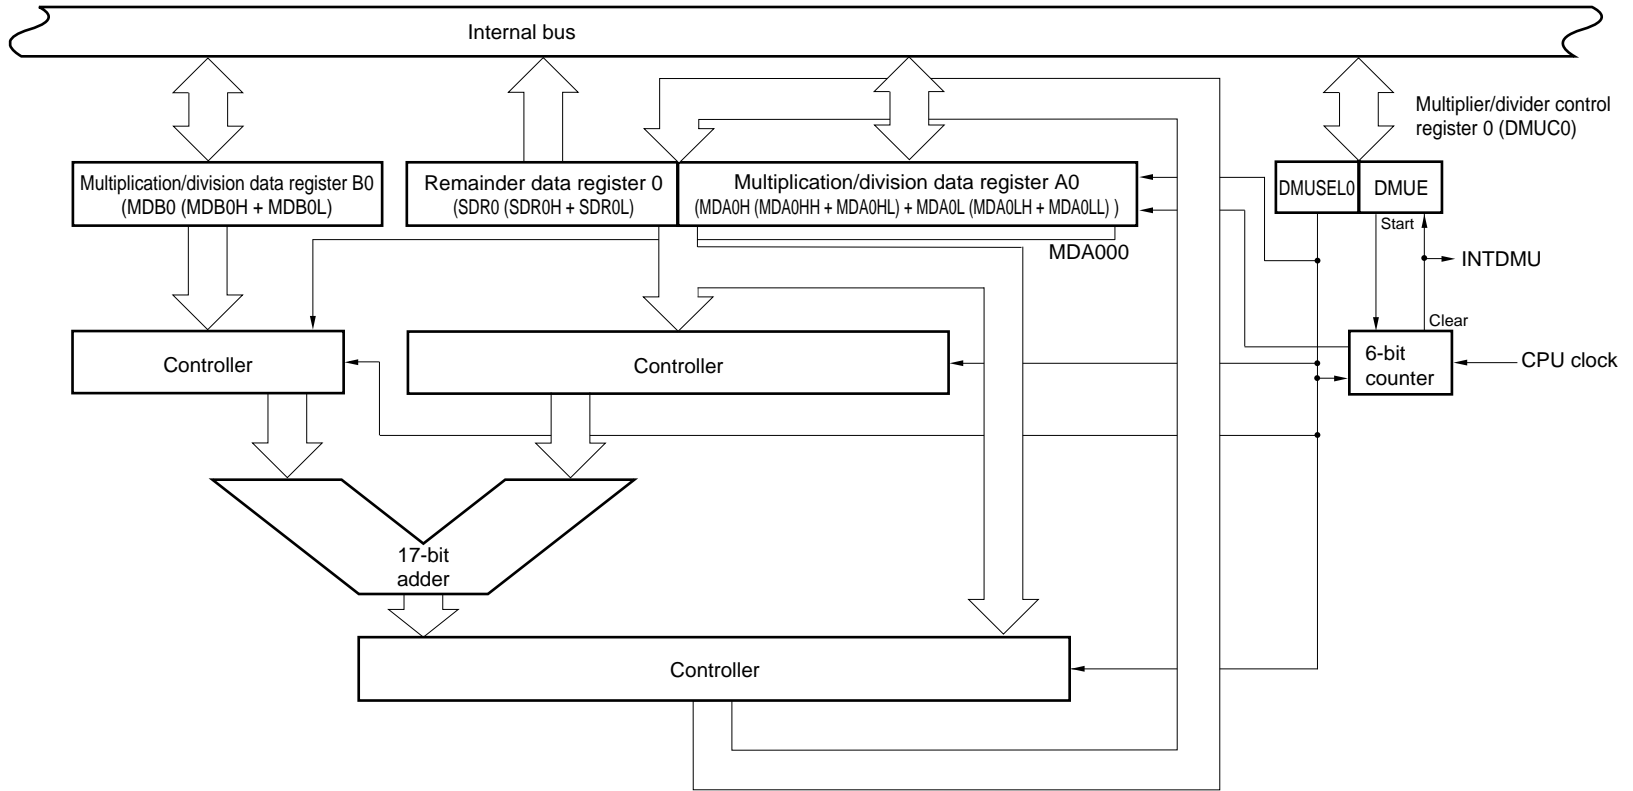 Internal bus
Multiplier/divider control
register 0 (DMUC0)
Multiplication/division data register B0
(MDB0 (MDB0H + MDB0L)
Remainder data register 0
(SDR0 (SDR0H + SDR0L)
Multiplication/division data register A0
(MDA0H (MDA0HH + MDA0HL) + MDA0L (MDA0LH + MDA0LL) )
DMUSEL0
DMUE
Start
MDA000
INTDMU
Clear
Controller
Controller
6-bit
counter
CPU clock
17-bit
adder
Controller